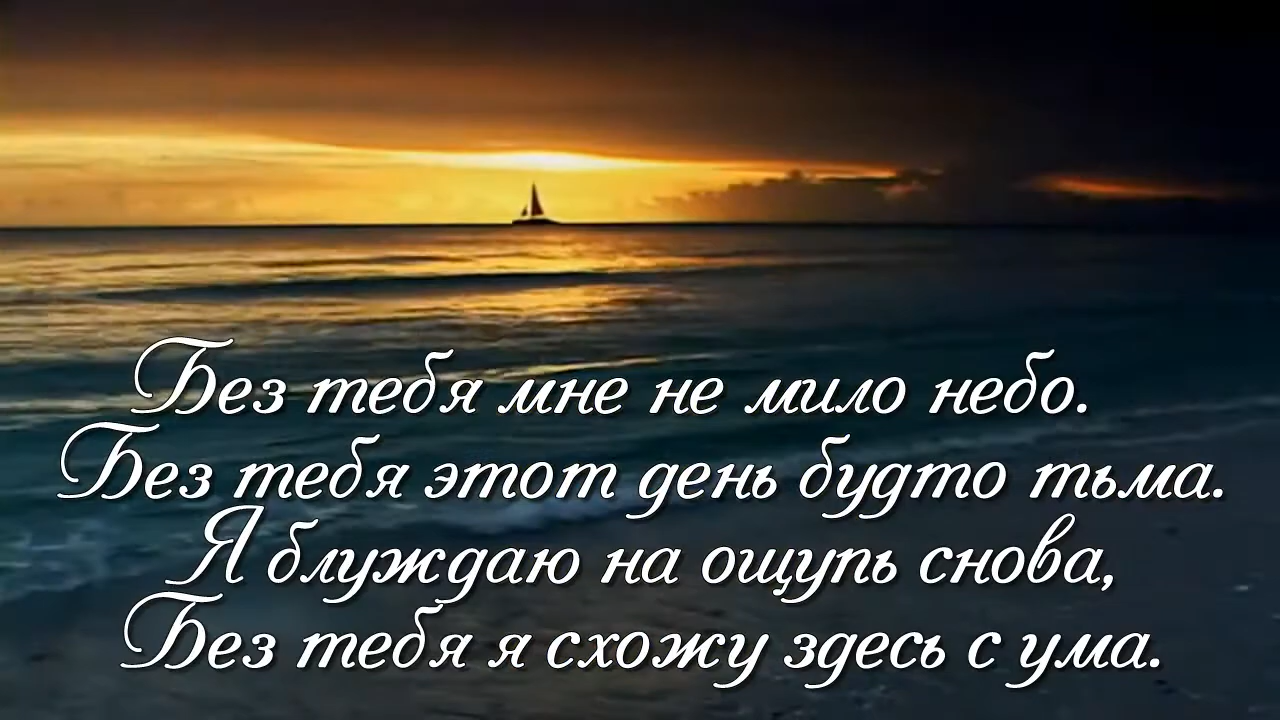 Без тебя мне не мило небо.
Без тебя этот день будто тьма.
Я блуждаю на ощупь снова,
Без тебя я схожу здесь с ума.